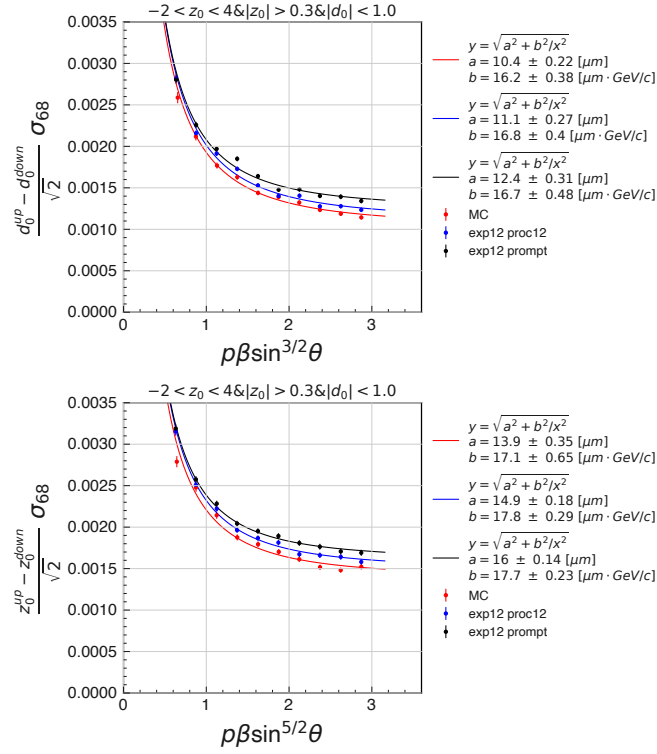 −2 < z₀ < 4&|z₀| > 0.3&|d₀| < 1.0
0.0035
0.0030
0.0025
0.0020
0.0015
0.0010
0.0005
0.0000
0 1 2 3
(d₀^up − d₀^down)/√2 σ₆₈
pβsin^3/2θ
y = √(a² + b²/x²)
a = 10.4 ± 0.22 [μm]
b = 16.2 ± 0.38 [μm · GeV/c]
y = √(a² + b²/x²)
a = 11.1 ± 0.27 [μm]
b = 16.8 ± 0.4 [μm · GeV/c]
y = √(a² + b²/x²)
a = 12.4 ± 0.31 [μm]
b = 16.7 ± 0.48 [μm · GeV/c]
MC
exp12 proc12
exp12 prompt
−2 < z₀ < 4&|z₀| > 0.3&|d₀| < 1.0
0.0035
0.0030
0.0025
0.0020
0.0015
0.0010
0.0005
0.0000
0 1 2 3
(z₀^up − z₀^down)/√2 σ₆₈
pβsin^5/2θ
y = √(a² + b²/x²)
a = 13.9 ± 0.35 [μm]
b = 17.1 ± 0.65 [μm · GeV/c]
y = √(a² + b²/x²)
a = 14.9 ± 0.18 [μm]
b = 17.8 ± 0.29 [μm · GeV/c]
y = √(a² + b²/x²)
a = 16 ± 0.14 [μm]
b = 17.7 ± 0.23 [μm · GeV/c]
MC
exp12 proc12
exp12 prompt